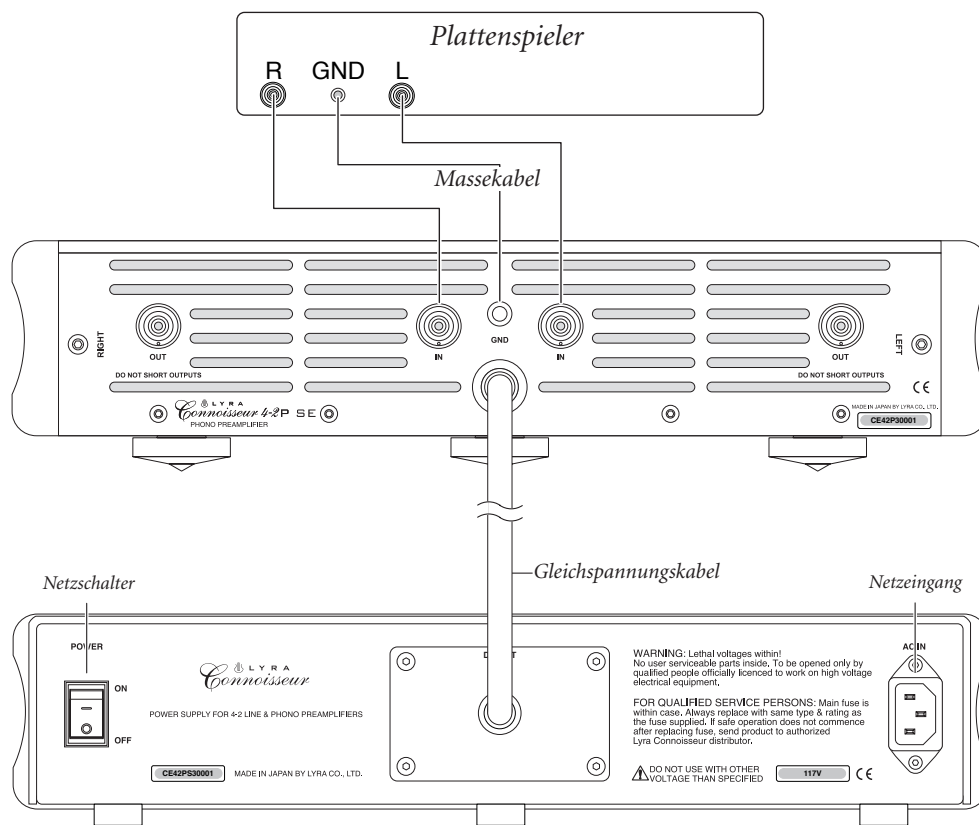 Plattenspieler
R GND L
Massekabel
RIGHT
OUT
IN
GND
IN
OUT
LEFT
DO NOT SHORT OUTPUTS
DO NOT SHORT OUTPUTS
LYRA
Connoisseur 4-2P SE
PHONO PREAMPLIFIER
MADE IN JAPAN BY LYRA CO., LTD.
CE42P30001
Gleichspannungskabel
Netzschalter
Netzeingang
POWER
ON
OFF
LYRA
Connoisseur
POWER SUPPLY FOR 4-2 LINE & PHONO PREAMPLIFIERS
CE42PS30001 MADE IN JAPAN BY LYRA CO., LTD.
WARNING: Lethal voltages within!
No user serviceable parts inside. To be opened only by
qualified people officially licenced to work on high voltage
electrical equipment.
FOR QUALIFIED SERVICE PERSONS: Main fuse is
within case. Always replace with same type & rating as
the fuse supplied. If safe operation does not commence
after replacing fuse, send product to authorized
Lyra Connoisseur distributor.
DO NOT USE WITH OTHER
VOLTAGE THAN SPECIFIED
117V
AC IN